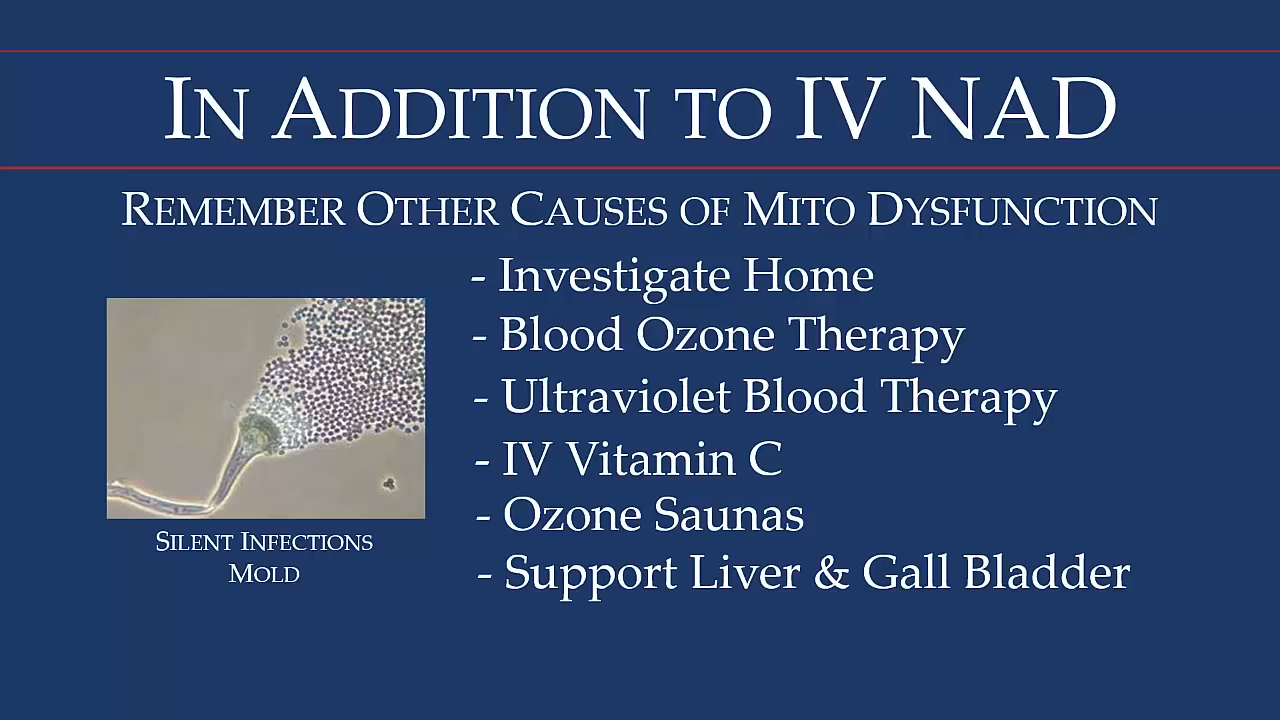 In Addition to IV NAD
Remember Other Causes of Mito Dysfunction
- Investigate Home
- Blood Ozone Therapy
- Ultraviolet Blood Therapy
- IV Vitamin C
- Ozone Saunas
- Support Liver & Gall Bladder
Silent Infections
Mold